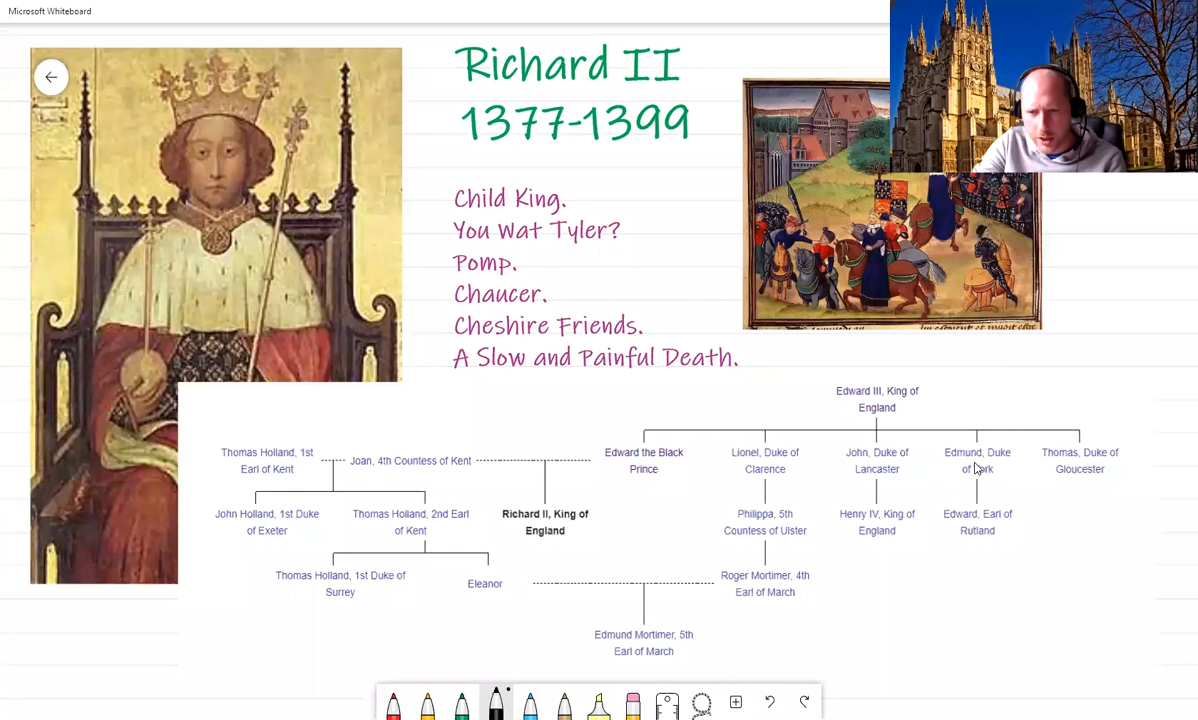 Microsoft Whiteboard
Richard II
1377-1399
Child King.
You Wat Tyler?
Pomp.
Chaucer.
Cheshire Friends.
A Slow and Painful Death.
Edward III, King of
England
Thomas Holland, 1st
Earl of Kent
Joan, 4th Countess of Kent
Edward the Black
Prince
Lionel, Duke of
Clarence
John, Duke of
Lancaster
Edmund, Duke
of York
Thomas, Duke of
Gloucester
John Holland, 1st Duke
of Exeter
Thomas Holland, 2nd Earl
of Kent
Richard II, King of
England
Philippa, 5th
Countess of Ulster
Henry IV, King of
England
Edward, Earl of
Rutland
Thomas Holland, 1st Duke of
Surrey
Eleanor
Roger Mortimer, 4th
Earl of March
Edmund Mortimer, 5th
Earl of March